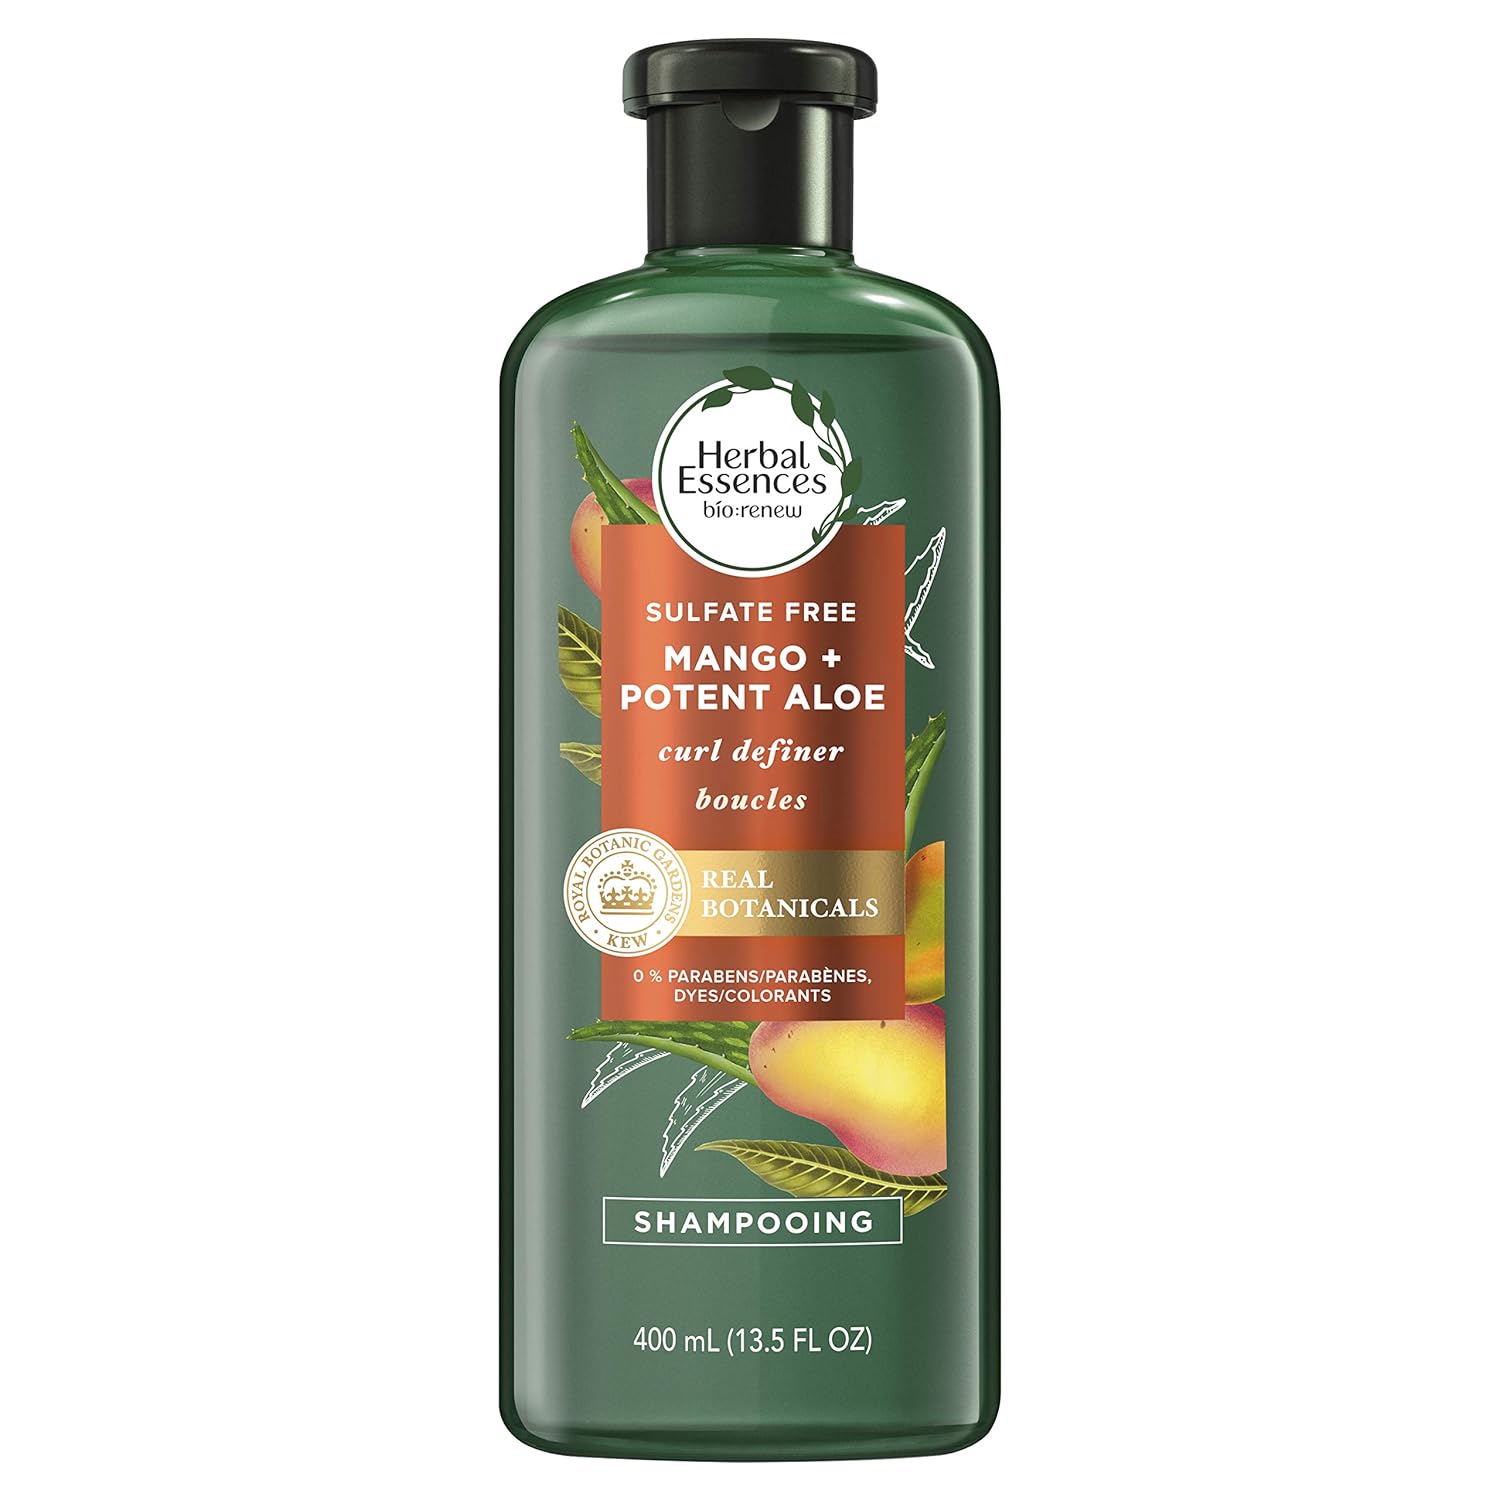 Herbal
Essences
bío:renew
SULFATE FREE
MANGO +
POTENT ALOE
curl definer
boucles
ROYAL BOTANIC GARDENS
· KEW ·
REAL
BOTANICALS
0 % PARABENS/PARABÈNES,
DYES/COLORANTS
SHAMPOOING
400 mL (13.5 FL OZ)